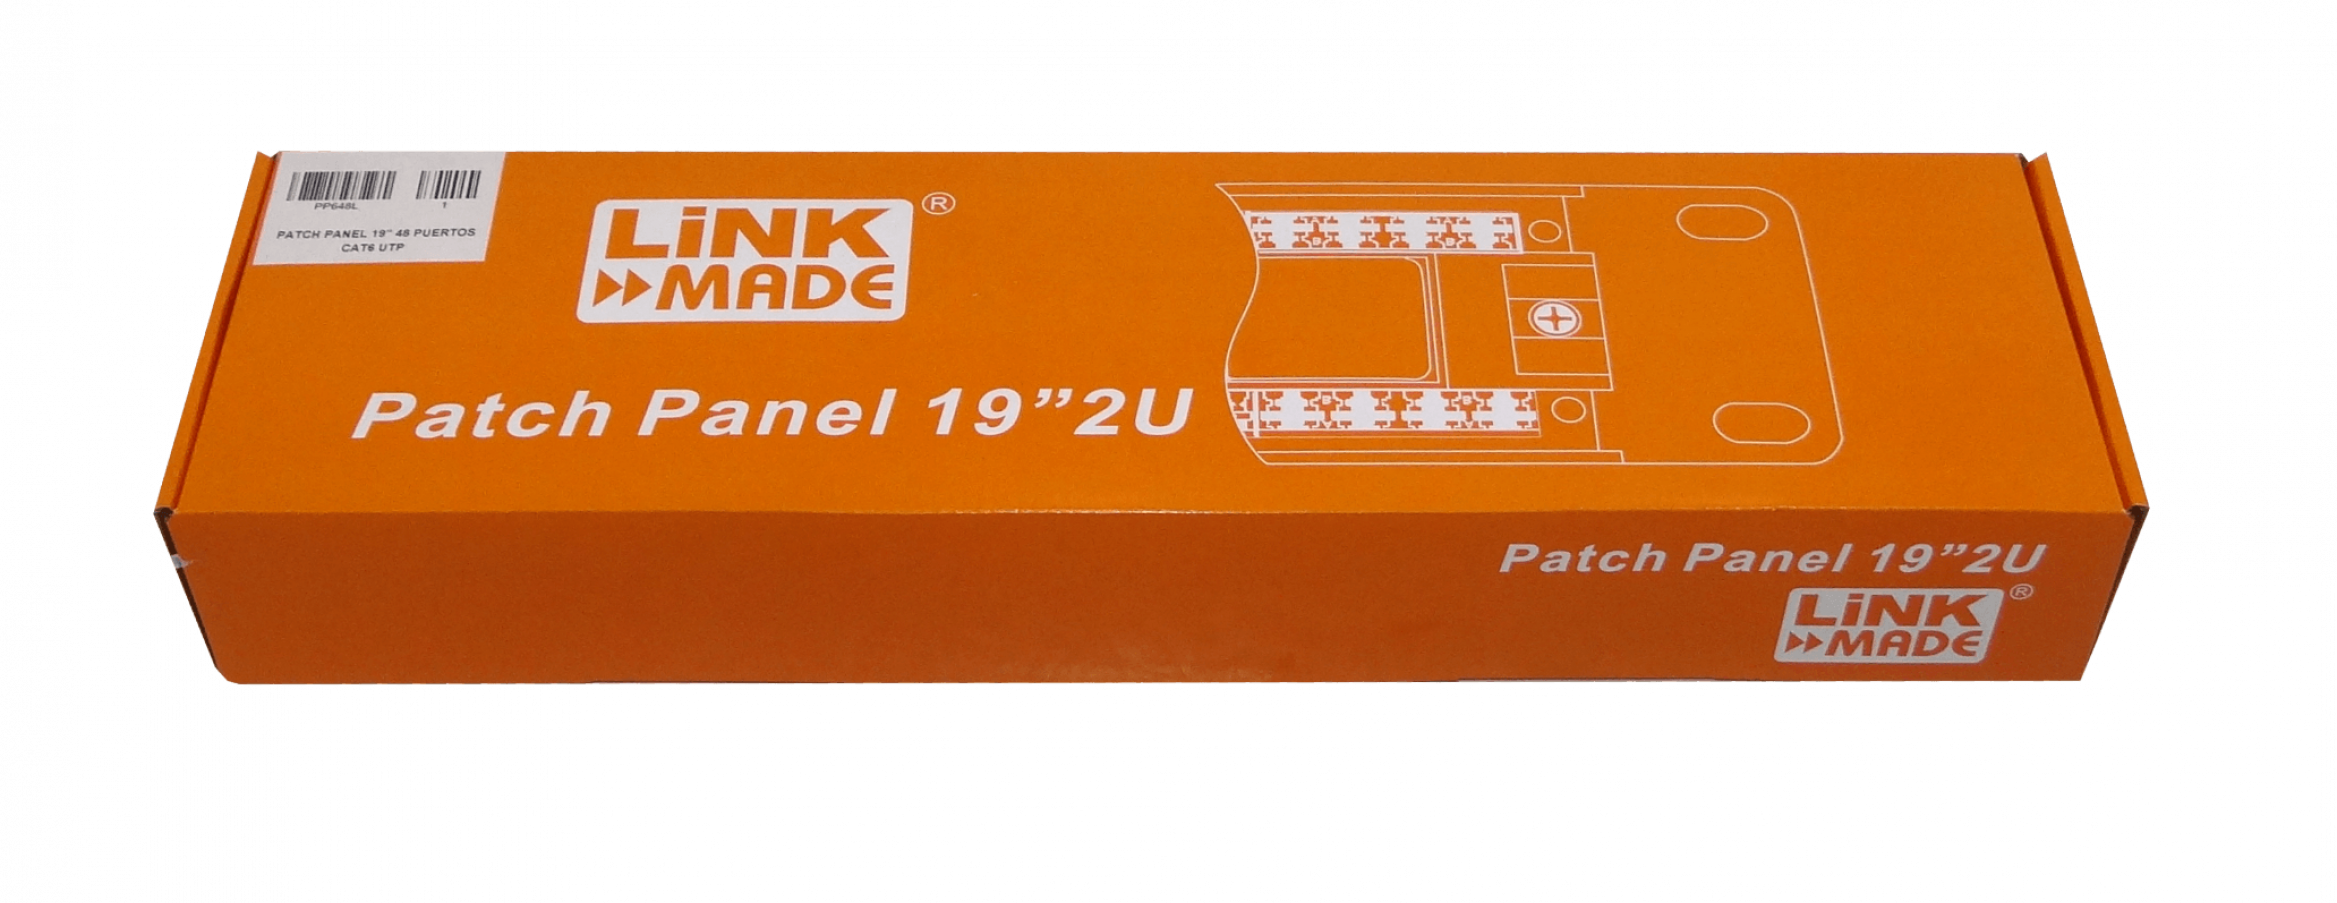 PP648L
1
PATCH PANEL 19" 48 PUERTOS
CAT6 UTP
LiNK ®
MADE
Patch Panel 19”2U
Patch Panel 19”2U
LiNK ®
MADE